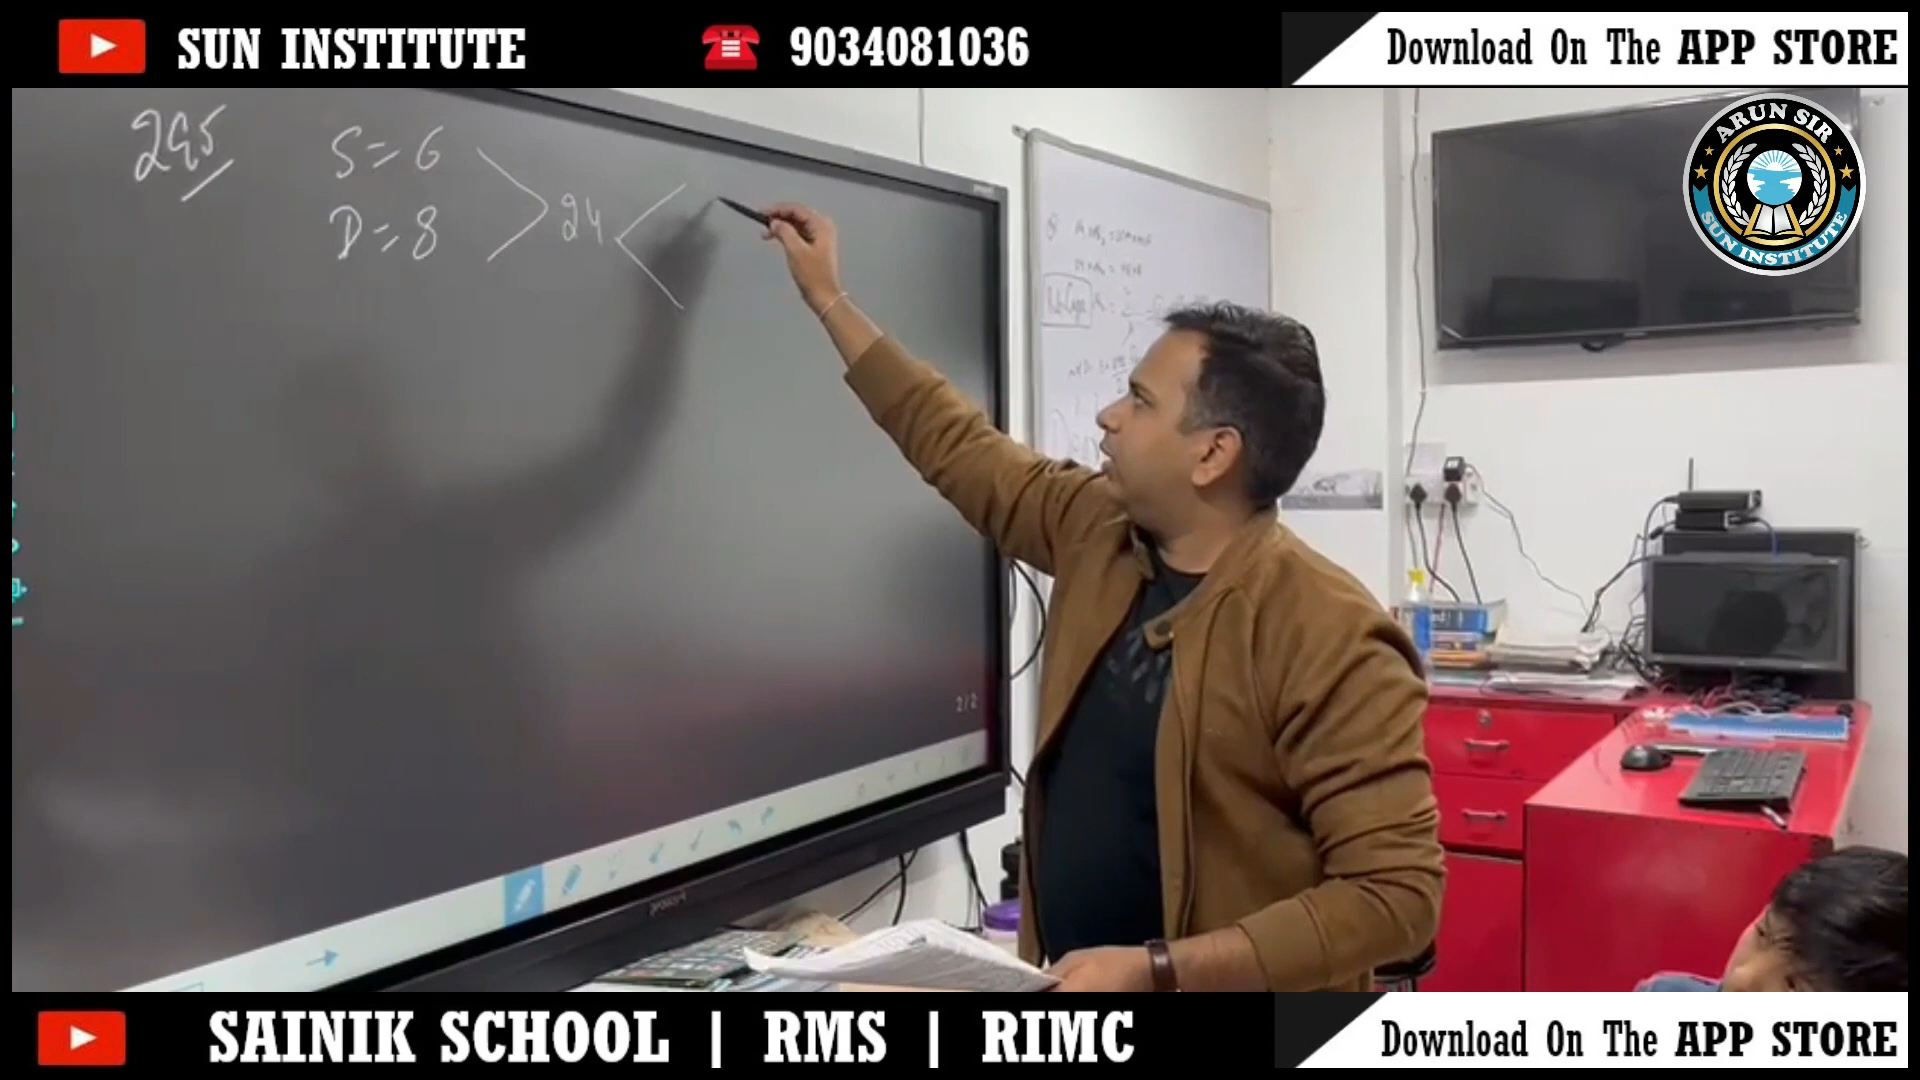 SUN INSTITUTE
9034081036
Download On The APP STORE
295
S = 6
D = 8
24
ARUN SIR
SUN INSTITUTE
2/2
SAINIK SCHOOL | RMS | RIMC
Download On The APP STORE